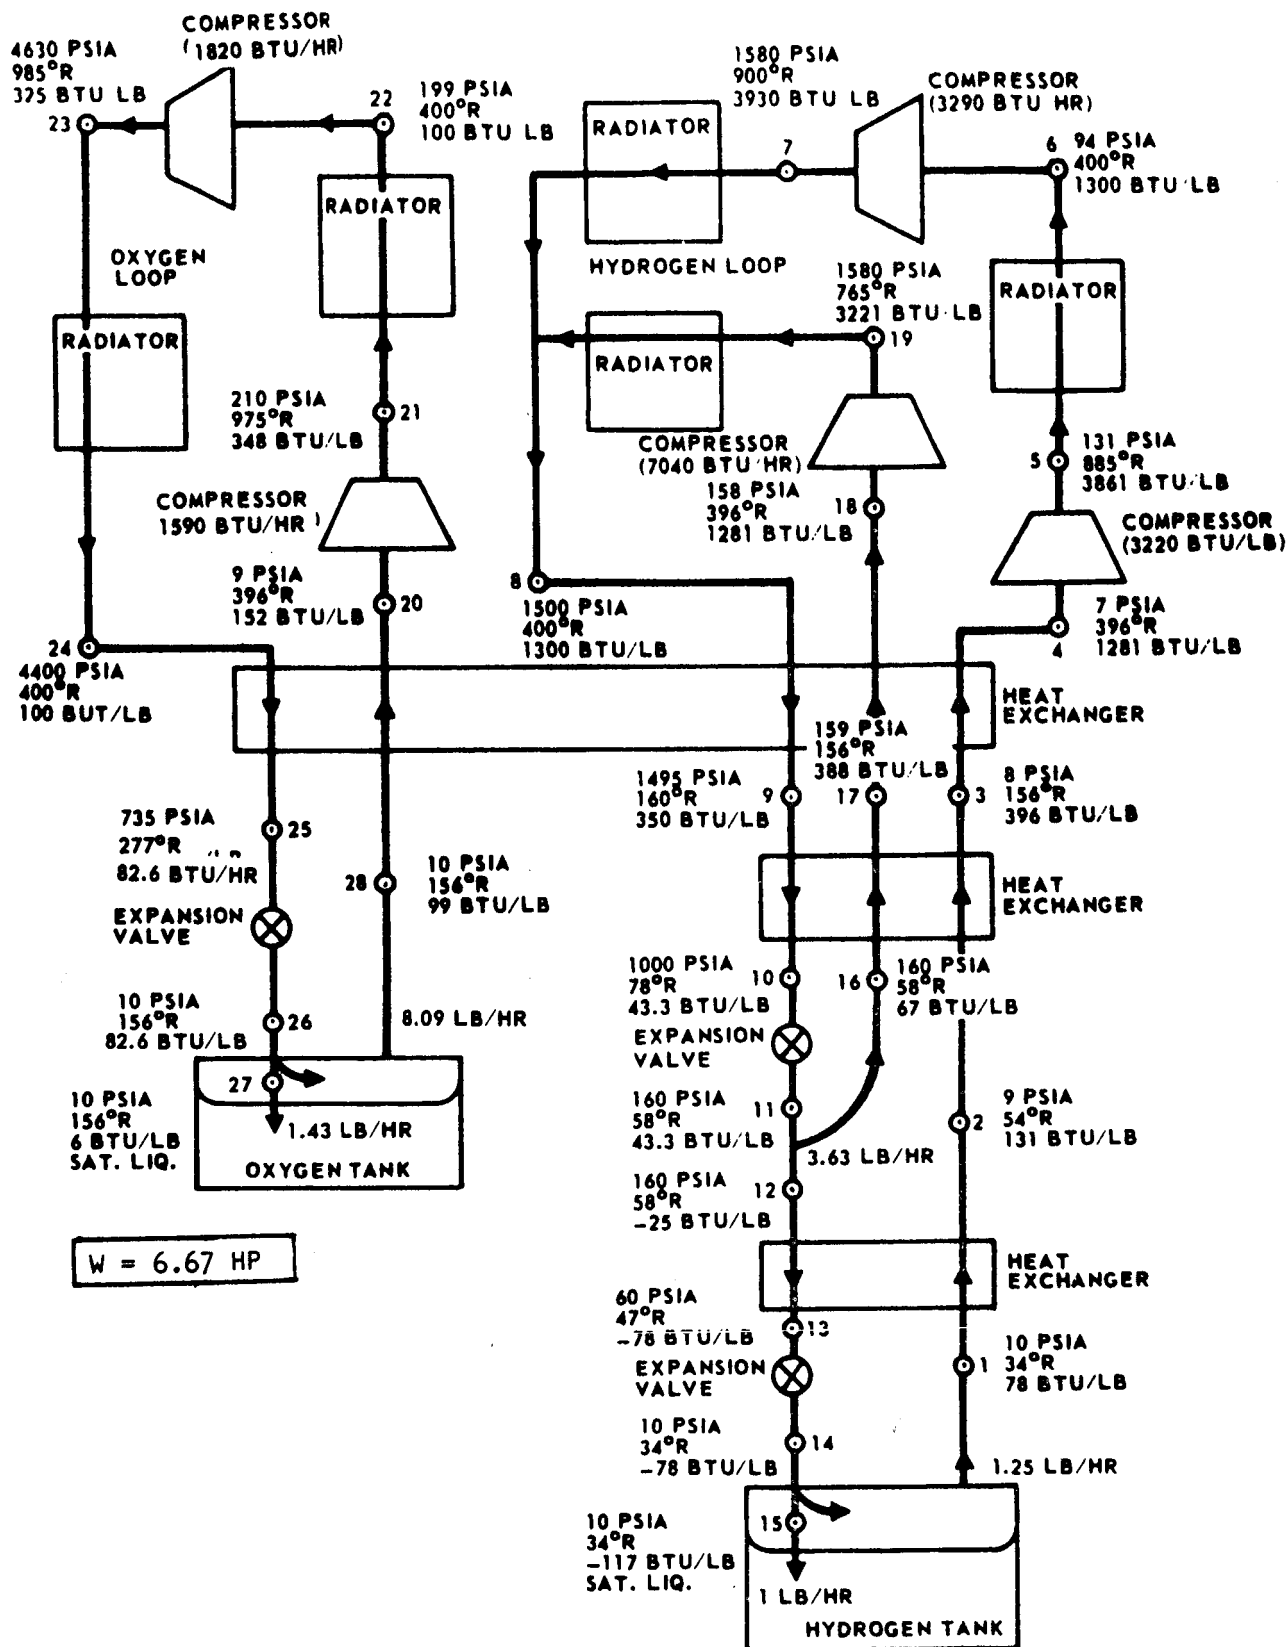 COMPRESSOR
(1820 BTU/HR)
4630 PSIA
985°R
325 BTU LB
23
22
199 PSIA
400°R
100 BTU LB
RADIATOR
OXYGEN
LOOP
RADIATOR
210 PSIA
975°R
348 BTU/LB
21
COMPRESSOR
1590 BTU/HR )
9 PSIA
396°R
152 BTU/LB
20
24
4400 PSIA
400°R
100 BUT/LB
735 PSIA
277°R
82.6 BTU/HR
25
EXPANSION
VALVE
28
10 PSIA
156°R
99 BTU/LB
10 PSIA
156°R
82.6 BTU/LB
26
8.09 LB/HR
27
10 PSIA
156°R
6 BTU/LB
SAT. LIQ.
1.43 LB/HR
OXYGEN TANK
W = 6.67 HP
1580 PSIA
900°R
3930 BTU LB
7
COMPRESSOR
(3290 BTU HR)
RADIATOR
6
94 PSIA
400°R
1300 BTU/LB
HYDROGEN LOOP
1580 PSIA
765°R
3221 BTU LB
19
RADIATOR
RADIATOR
COMPRESSOR
(7040 BTU HR)
5
131 PSIA
885°R
3861 BTU/LB
158 PSIA
396°R
1281 BTU/LB
18
COMPRESSOR
(3220 BTU/LB)
8
1500 PSIA
400°R
1300 BTU/LB
4
7 PSIA
396°R
1281 BTU/LB
HEAT
EXCHANGER
159 PSIA
156°R
388 BTU/LB
1495 PSIA
160°R
350 BTU/LB
9
17
3
8 PSIA
156°R
396 BTU/LB
HEAT
EXCHANGER
1000 PSIA
78°R
43.3 BTU/LB
10
16
160 PSIA
58°R
67 BTU/LB
EXPANSION
VALVE
160 PSIA
58°R
43.3 BTU/LB
11
2
9 PSIA
54°R
131 BTU/LB
3.63 LB/HR
160 PSIA
58°R
-25 BTU/LB
12
HEAT
EXCHANGER
60 PSIA
47°R
-78 BTU/LB
13
EXPANSION
VALVE
1
10 PSIA
34°R
78 BTU/LB
10 PSIA
34°R
-78 BTU/LB
14
1.25 LB/HR
10 PSIA
34°R
-117 BTU/LB
SAT. LIQ.
15
1 LB/HR
HYDROGEN TANK